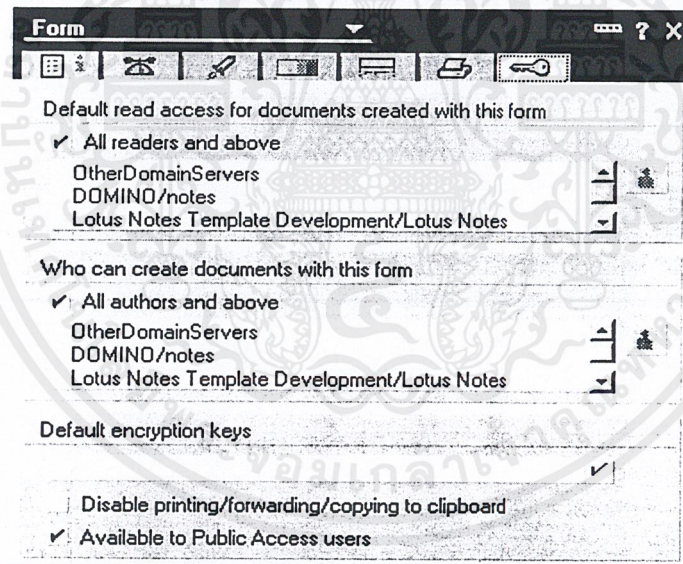 Form
? X
Default read access for documents created with this form
✓ All readers and above
OtherDomainServers
DOMINO/notes
Lotus Notes Template Development/Lotus Notes
Who can create documents with this form
✓ All authors and above
OtherDomainServers
DOMINO/notes
Lotus Notes Template Development/Lotus Notes
Default encryption keys
Disable printing/forwarding/copying to clipboard
✓ Available to Public Access users